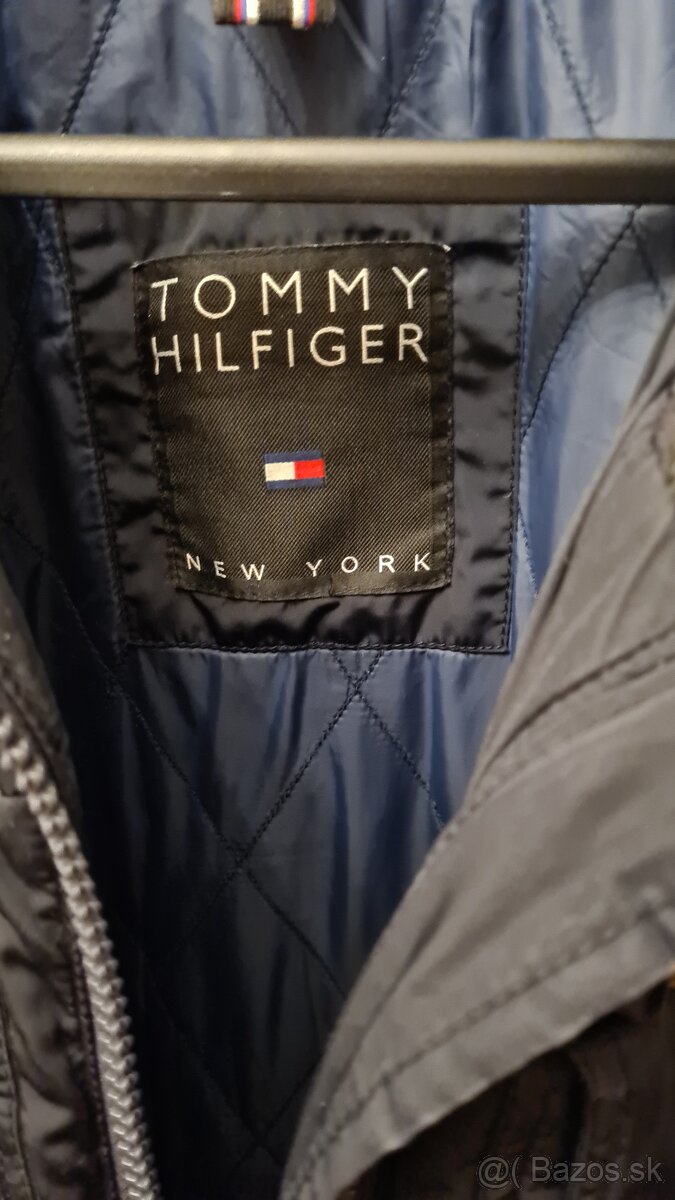 TOMMY
HILFIGER
NEW YORK
@( Bazos.sk